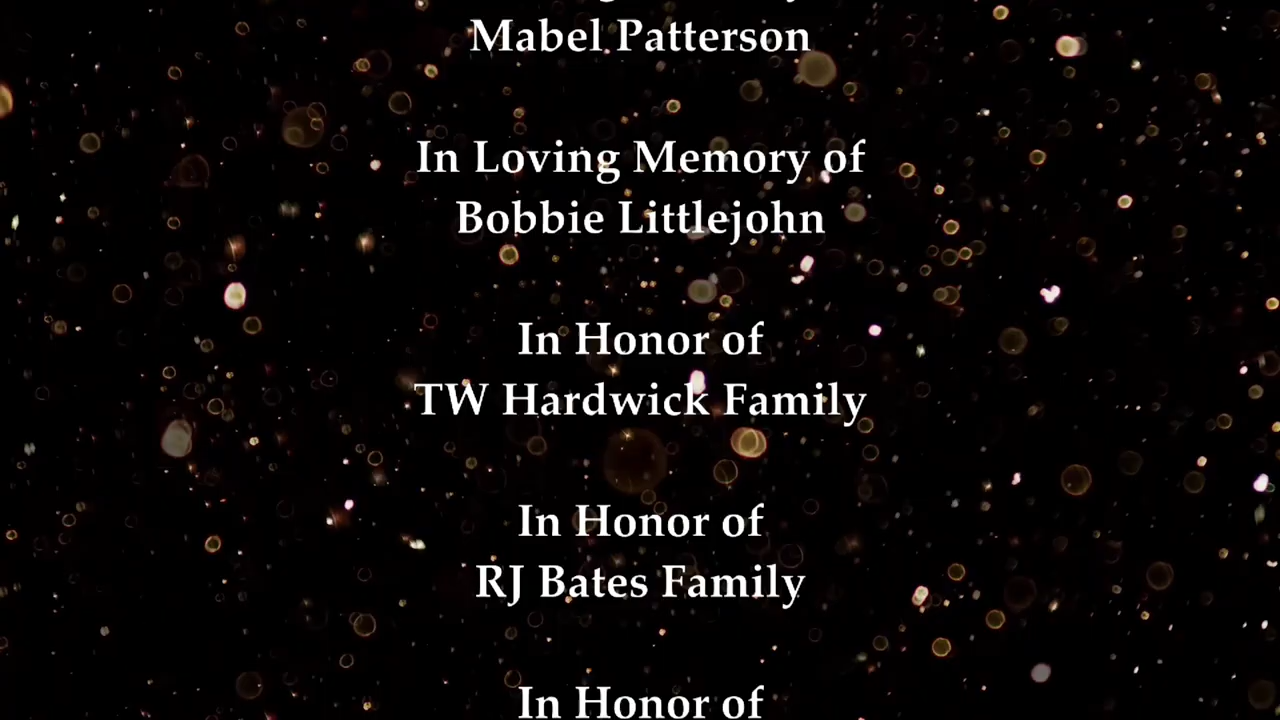 Mabel Patterson
In Loving Memory of
Bobbie Littlejohn
In Honor of
TW Hardwick Family
In Honor of
RJ Bates Family
In Honor of